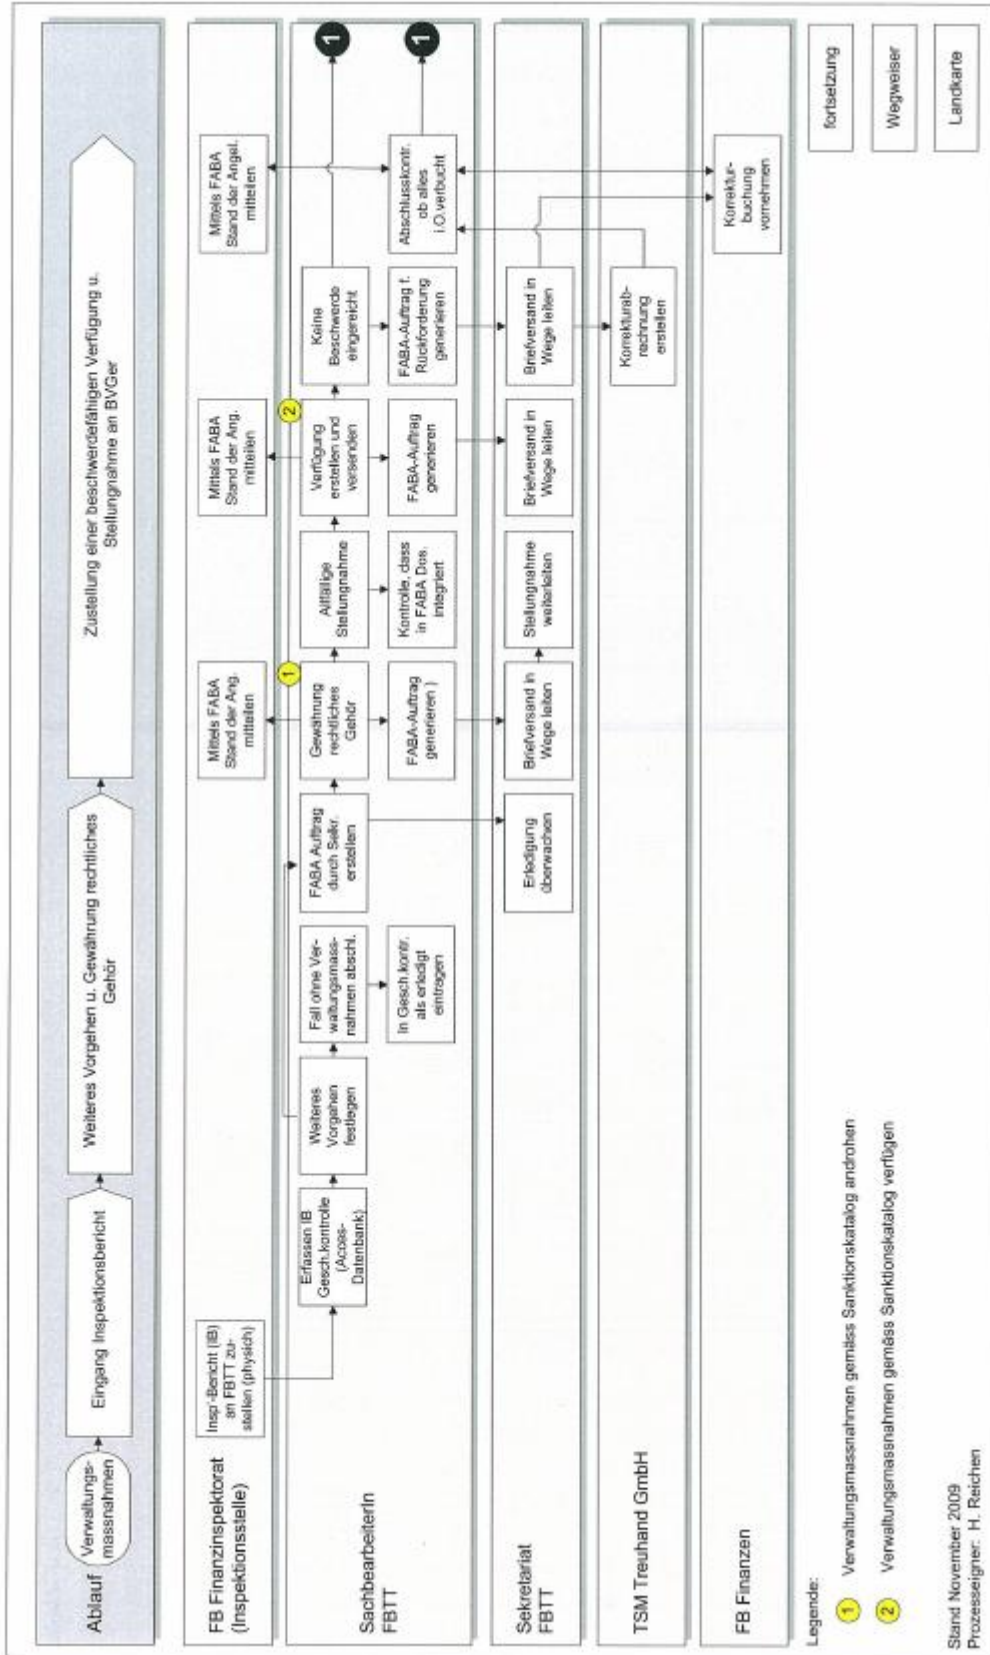 Ablauf
Verwaltungs-
massnahmen
Eingang Inspektionsbericht
Weiteres Vorgehen u. Gewährung rechtliches
Gehör
Zustellung einer beschwerdefähigen Verfügung u.
Stellungnahme an BVGer
FB Finanzinspektorat
(Inspektionsstelle)
Insp'-Bericht (IB)
an FBTT zu-
stellen (physich)
Mittels FABA
Stand der Ang.
mitteilen
Mittels FABA
Stand der Ang.
mitteilen
Mittels FABA
Stand der Angel.
mitteilen
SachbearbeiterIn
FBTT
Erfassen IB
Gesch.kontrolle
(Acces-
Datenbank)
Weiteres
Vorgehen
festlegen
Fall ohne Ver-
waltungsmass-
nahmen abschl.
FABA Auftrag
durch Sekr.
erstellen
1
Gewährung
rechtliches
Gehör
Allfällige
Stellungnahme
2
Verfügung
erstellen und
versenden
Keine
Beschwerde
eingereicht
1
In Gesch.kontr.
als erledigt
eintragen
FABA-Auftrag
generieren )
Kontrolle, dass
in FABA Dos.
integriert
FABA-Auftrag
generieren
FABA-Auftrag f.
Rückforderung
generieren
Abschlusskontr.
ob alles
i.O.verbucht
1
Sekretariat
FBTT
Erledigung
überwachen
Briefversand in
Wege leiten
Stellungnahme
weiterleiten
Briefversand in
Wege leiten
Briefversand in
Wege leiten
TSM Treuhand GmbH
Korrekturab-
rechnung
erstellen
FB Finanzen
Korrektur-
buchung
vornehmen
Legende:
1 Verwaltungsmassnahmen gemäss Sanktionskatalog androhen
2 Verwaltungsmassnahmen gemäss Sanktionskatalog verfügen
fortsetzung
Wegweiser
Landkarte
Stand November 2009
Prozesseigner: H. Reichen